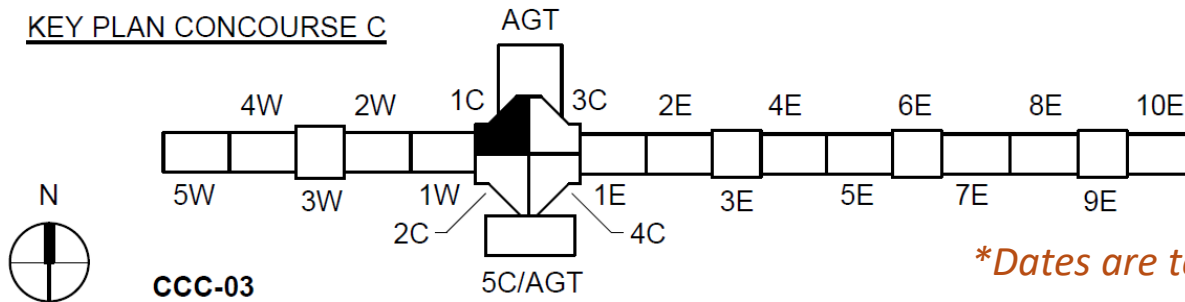 KEY PLAN CONCOURSE C
AGT
4W 2W 1C 3C 2E 4E 6E 8E 10E
5W 3W 1W 1E 3E 5E 7E 9E
N
2C 4C
5C/AGT
CCC-03
*Dates are